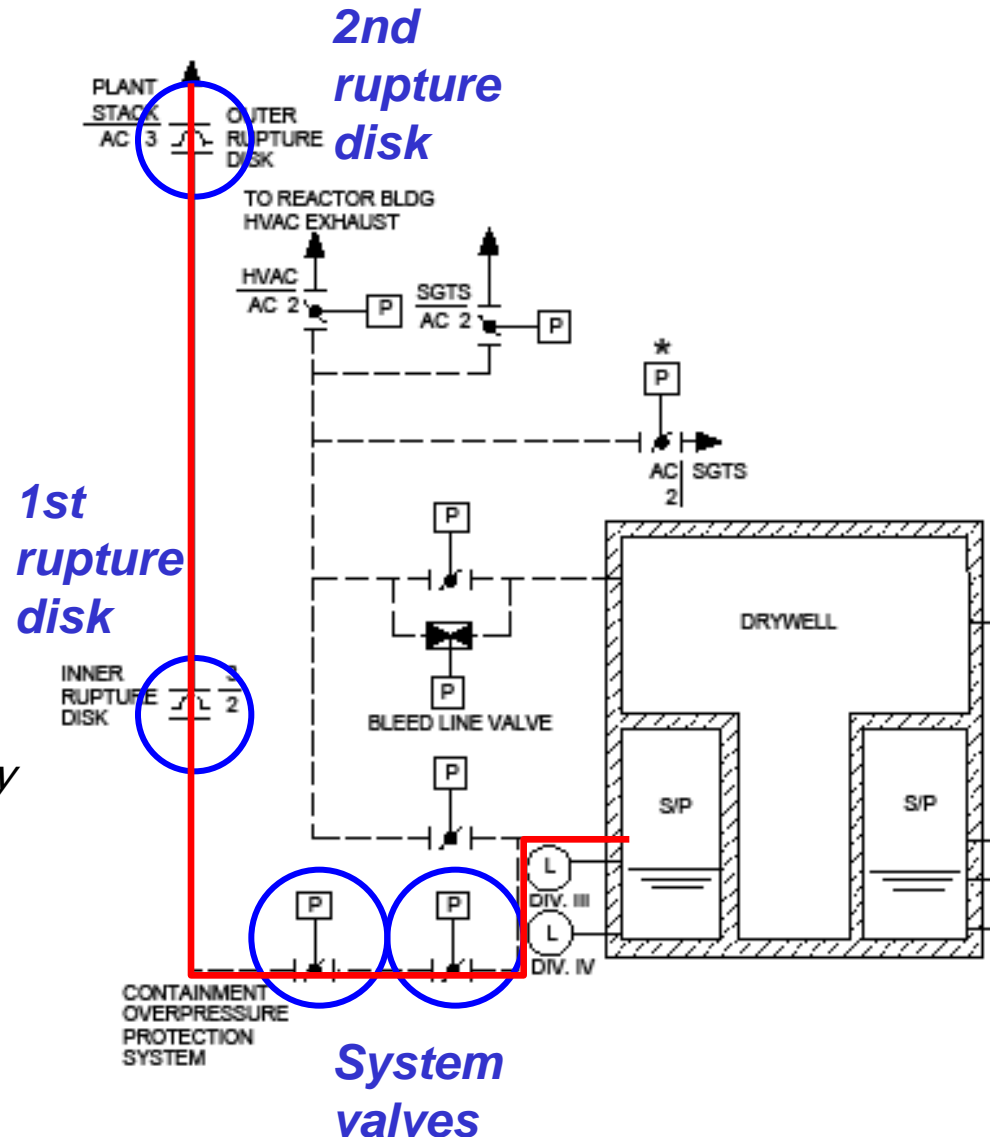 2nd
rupture
disk
PLANT
STACK
AC 3
OUTER
RUPTURE
DISK
TO REACTOR BLDG
HVAC EXHAUST
HVAC
AC 2
P
SGTS
AC 2
P
*
P
AC
2
SGTS
1st
rupture
disk
P
DRYWELL
INNER
RUPTURE
DISK
3
2
P
BLEED LINE VALVE
y
P
S/P
S/P
L
DIV. III
P
P
L
DIV. IV
CONTAINMENT
OVERPRESSURE
PROTECTION
SYSTEM
System
valves